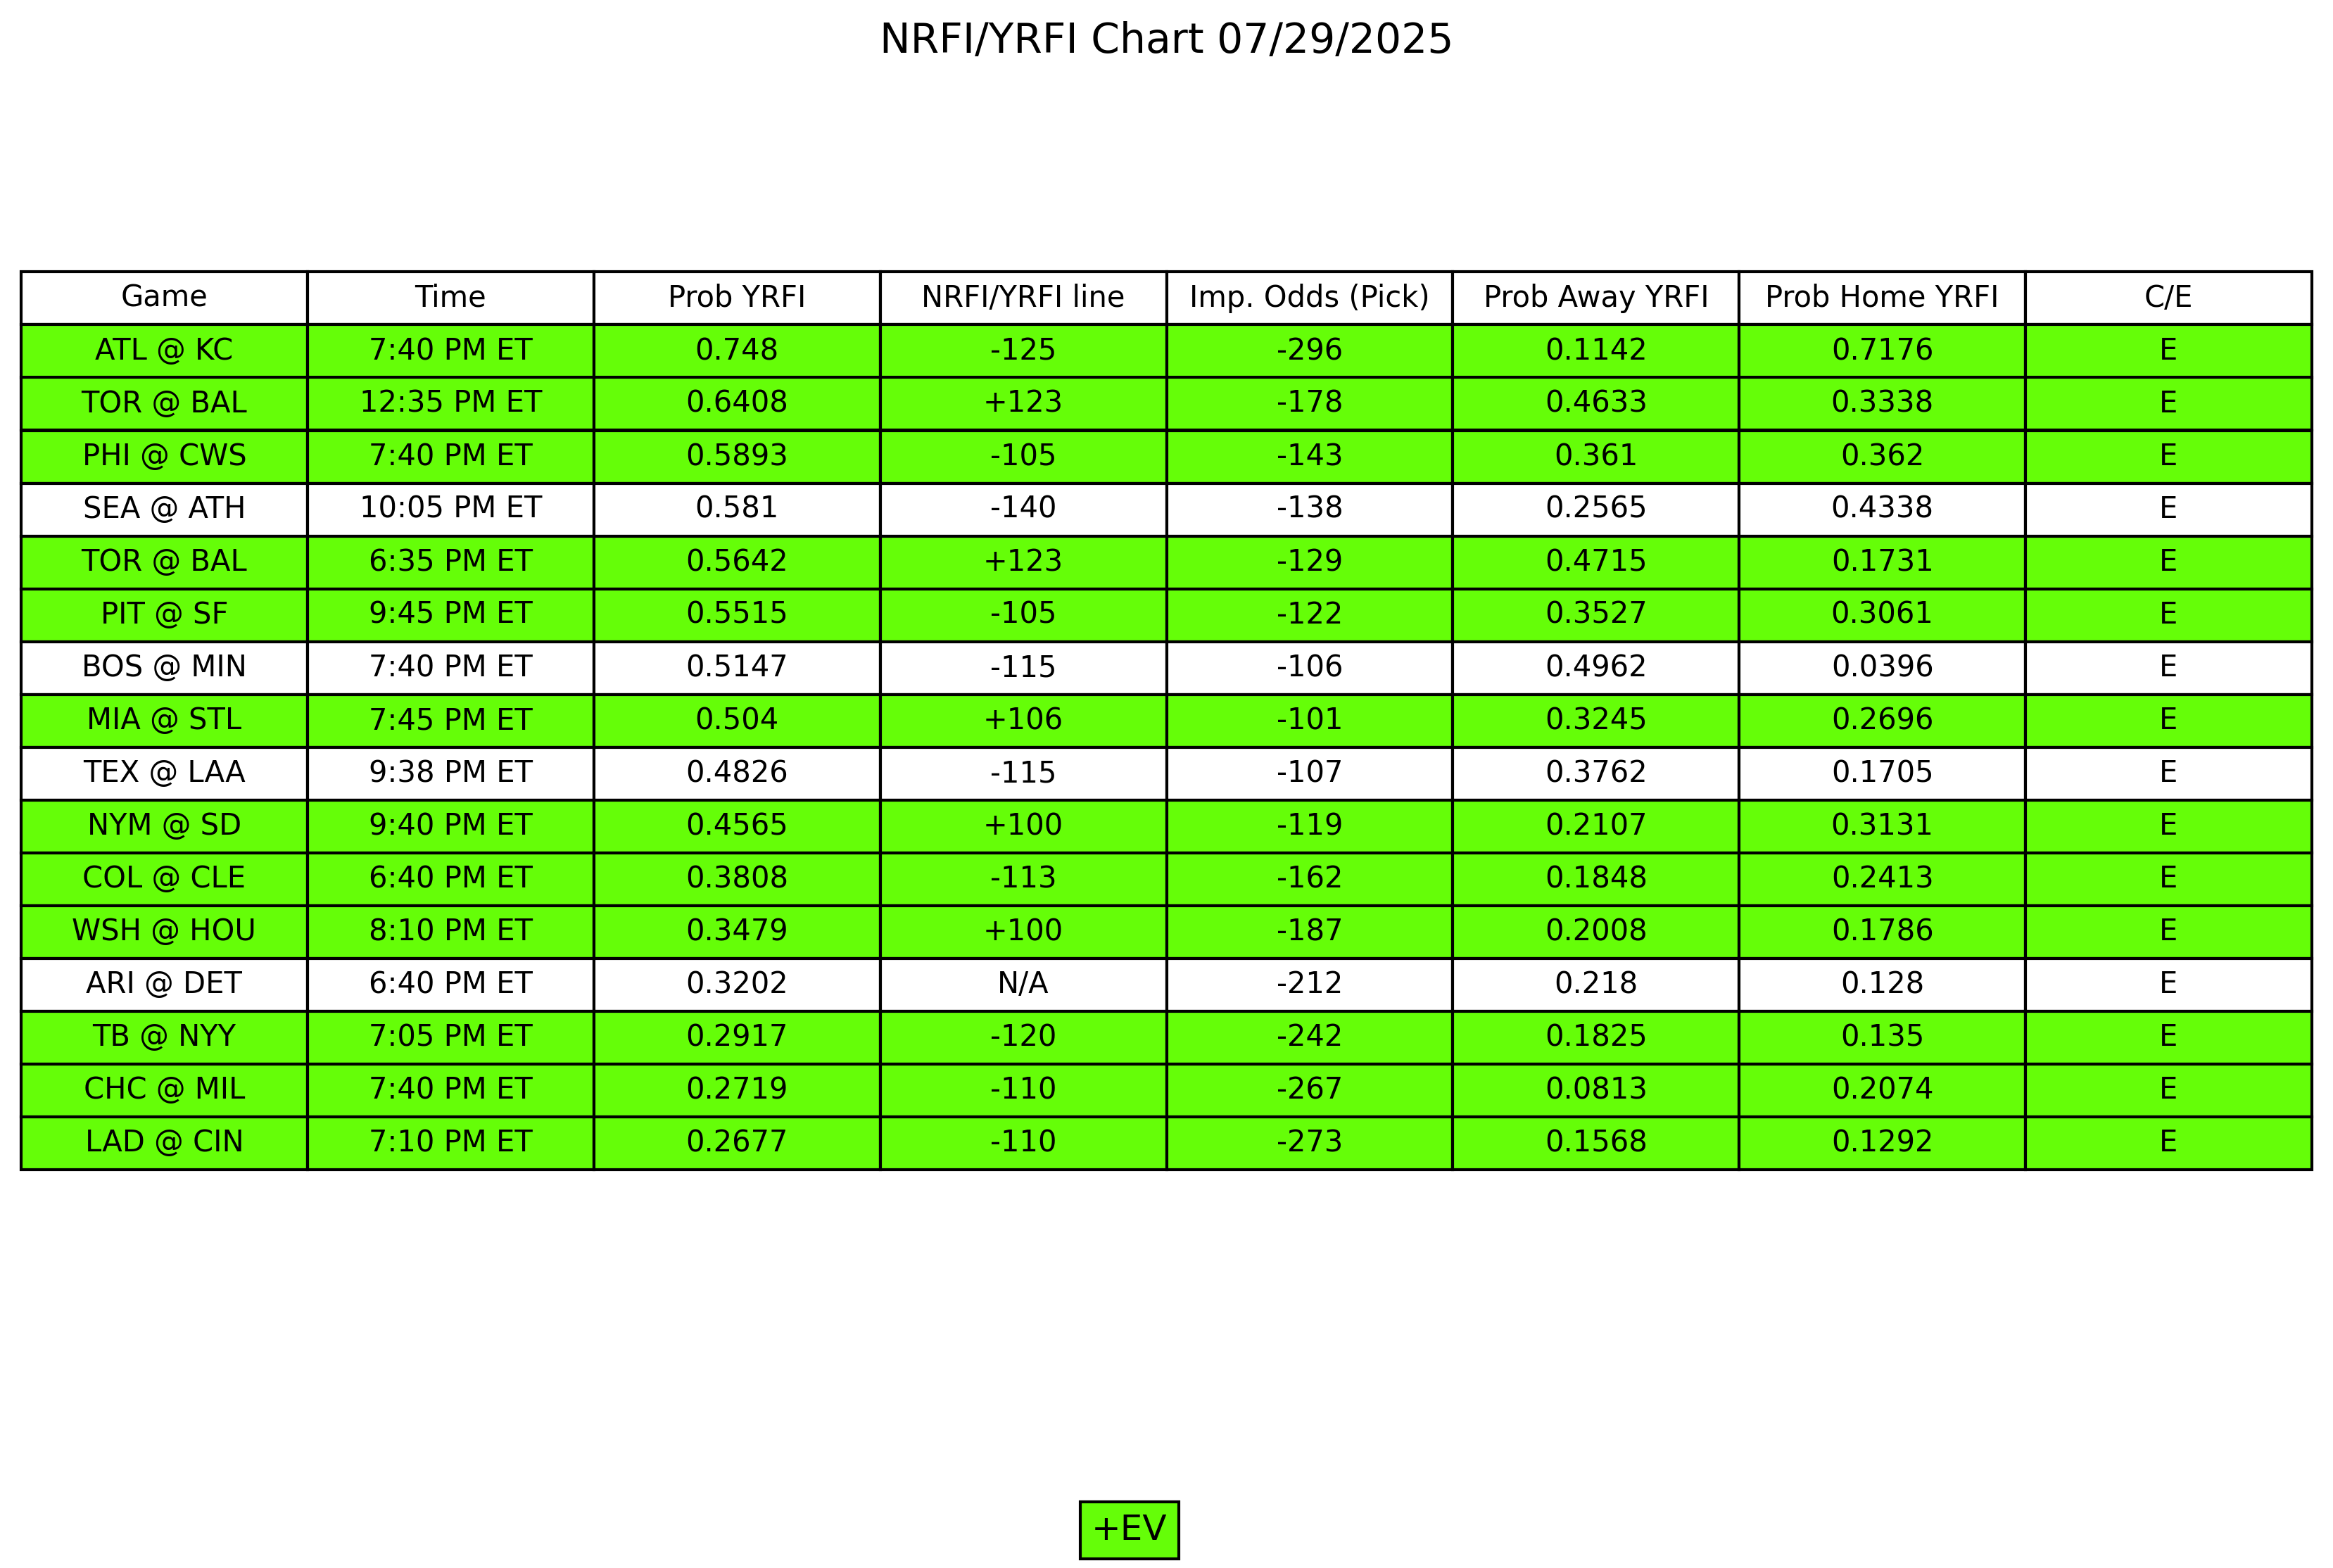 NRFI/YRFI Chart 07/29/2025
Game Time Prob YRFI NRFI/YRFI line Imp. Odds (Pick) Prob Away YRFI Prob Home YRFI C/E
ATL @ KC 7:40 PM ET 0.748 -125 -296 0.1142 0.7176 E
TOR @ BAL 12:35 PM ET 0.6408 +123 -178 0.4633 0.3338 E
PHI @ CWS 7:40 PM ET 0.5893 -105 -143 0.361 0.362 E
SEA @ ATH 10:05 PM ET 0.581 -140 -138 0.2565 0.4338 E
TOR @ BAL 6:35 PM ET 0.5642 +123 -129 0.4715 0.1731 E
PIT @ SF 9:45 PM ET 0.5515 -105 -122 0.3527 0.3061 E
BOS @ MIN 7:40 PM ET 0.5147 -115 -106 0.4962 0.0396 E
MIA @ STL 7:45 PM ET 0.504 +106 -101 0.3245 0.2696 E
TEX @ LAA 9:38 PM ET 0.4826 -115 -107 0.3762 0.1705 E
NYM @ SD 9:40 PM ET 0.4565 +100 -119 0.2107 0.3131 E
COL @ CLE 6:40 PM ET 0.3808 -113 -162 0.1848 0.2413 E
WSH @ HOU 8:10 PM ET 0.3479 +100 -187 0.2008 0.1786 E
ARI @ DET 6:40 PM ET 0.3202 N/A -212 0.218 0.128 E
TB @ NYY 7:05 PM ET 0.2917 -120 -242 0.1825 0.135 E
CHC @ MIL 7:40 PM ET 0.2719 -110 -267 0.0813 0.2074 E
LAD @ CIN 7:10 PM ET 0.2677 -110 -273 0.1568 0.1292 E
+EV